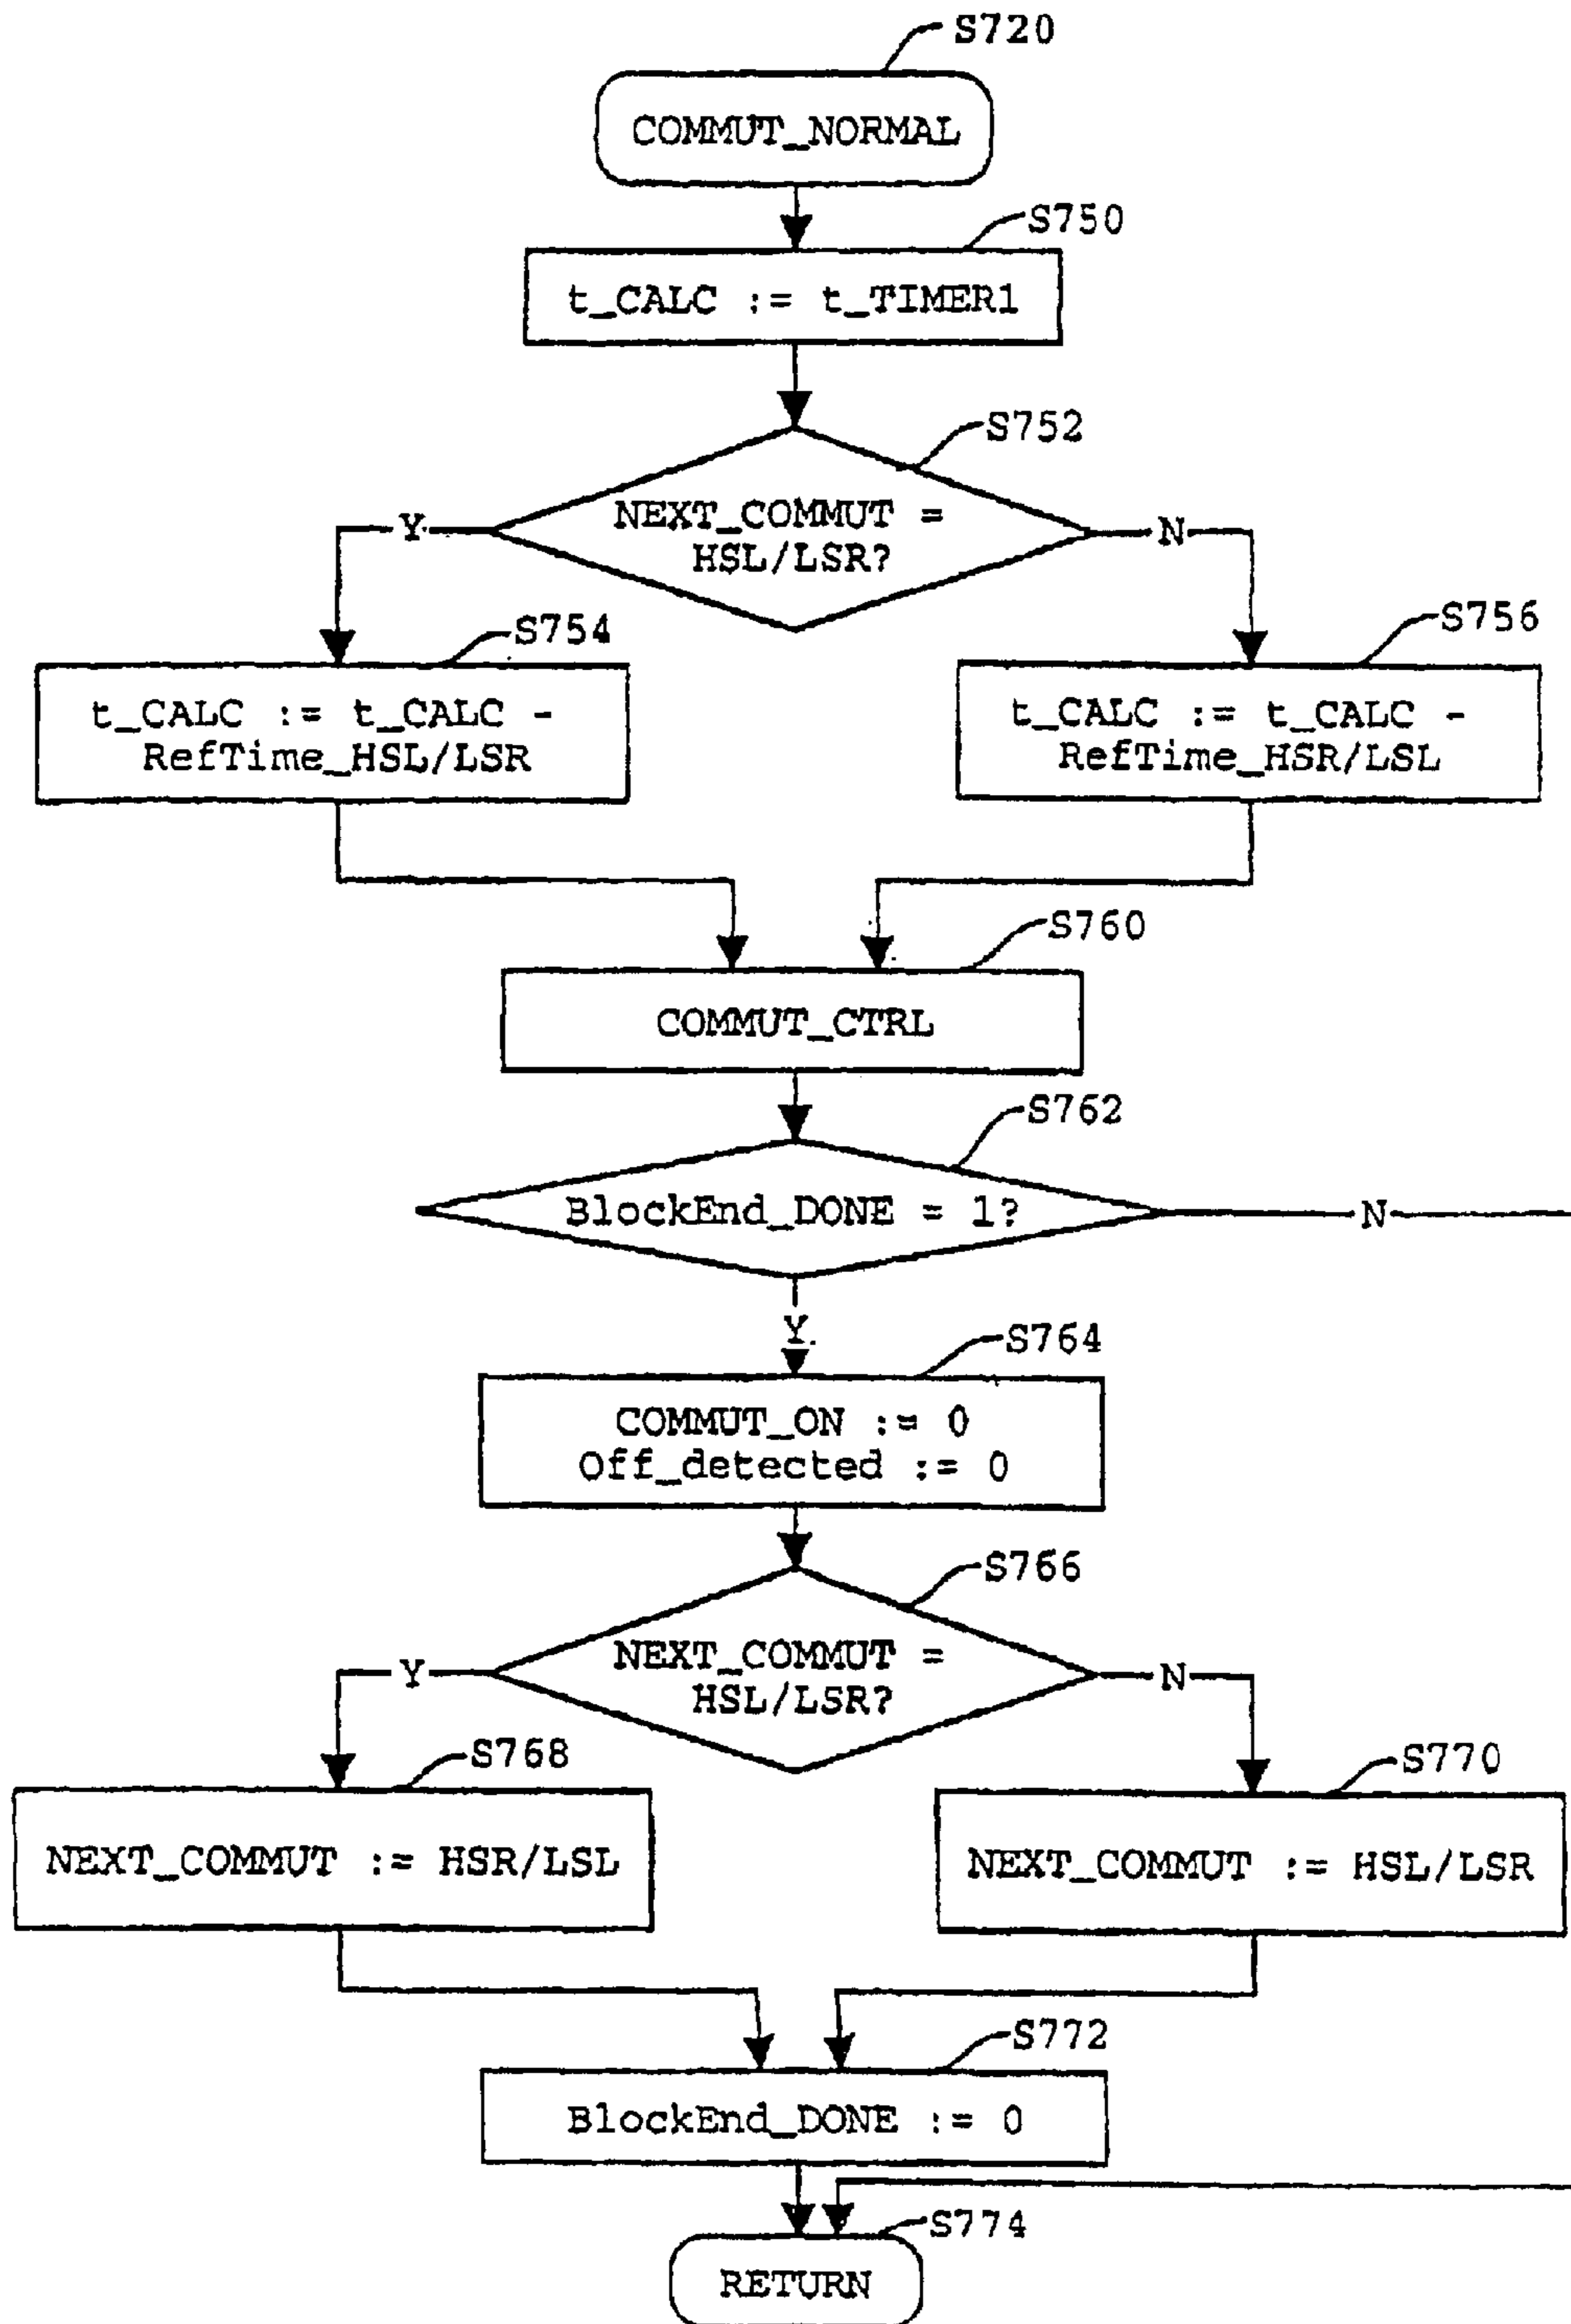 S720
COMMUT_NORMAL
S750
t_CALC := t_TIMER1
S752
NEXT_COMMUT =
HSL/LSR?
Y
N
S754
t_CALC := t_CALC -
RefTime_HSL/LSR
S756
t_CALC := t_CALC -
RefTime_HSR/LSL
S760
COMMUT_CTRL
S762
BlockEnd_DONE = 1?
N
Y
S764
COMMUT_ON := 0
Off_detected := 0
S766
NEXT_COMMUT =
HSL/LSR?
Y
N
S768
NEXT_COMMUT := HSR/LSL
S770
NEXT_COMMUT := HSL/LSR
S772
BlockEnd_DONE := 0
S774
RETURN